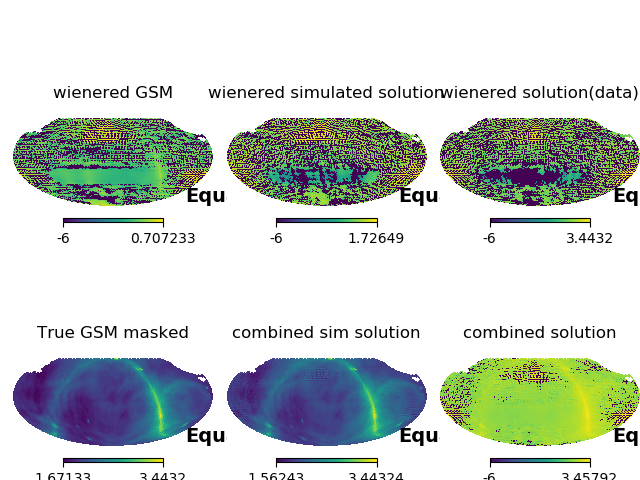 wienered GSM
wienered simulated solution
wienered solution(data)
Equ
Equ
Eq
-6 0.707233
-6 1.72649
-6 3.4432
True GSM masked
combined sim solution
combined solution
Equ
Equ
Eq
1.67133 3.4432
1.56243 3.44324
-6 3.45792